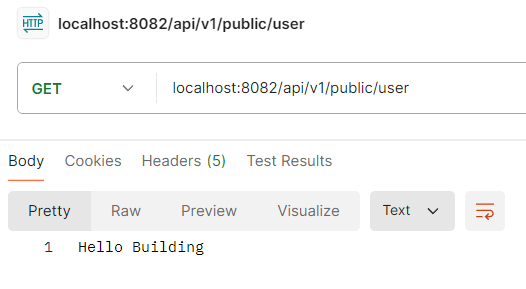 HTTP localhost:8082/api/v1/public/user
GET localhost:8082/api/v1/public/user
Body Cookies Headers (5) Test Results
Pretty Raw Preview Visualize Text
1 Hello Building